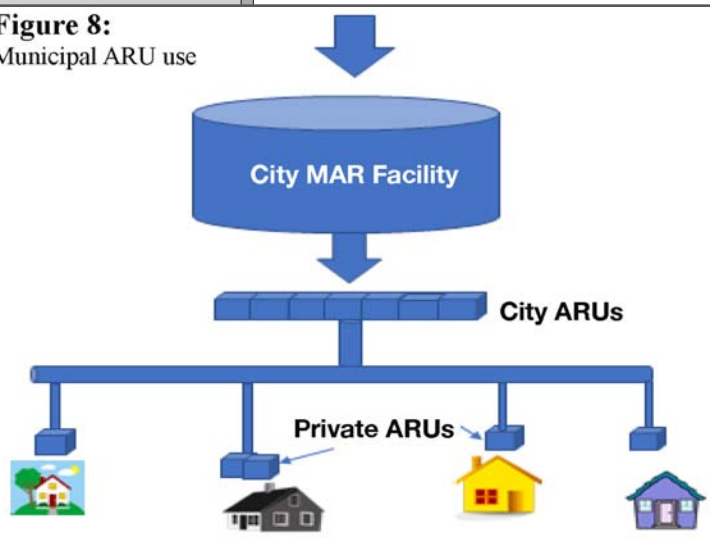 Figure 8:
Municipal ARU use
City MAR Facility
City ARUs
Private ARUs